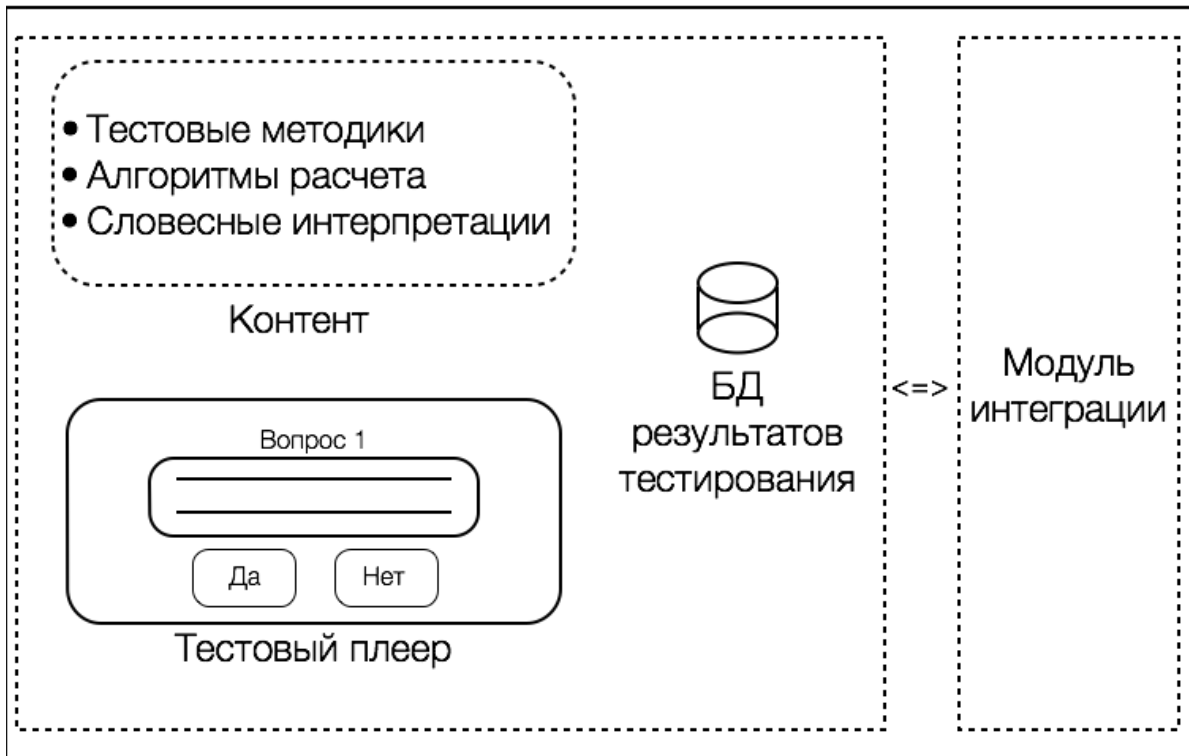 • Тестовые методики
• Алгоритмы расчета
• Словесные интерпретации
Контент
Вопрос 1
Да
Нет
Тестовый плеер
БД
результатов
тестирования
<=>
Модуль
интеграции